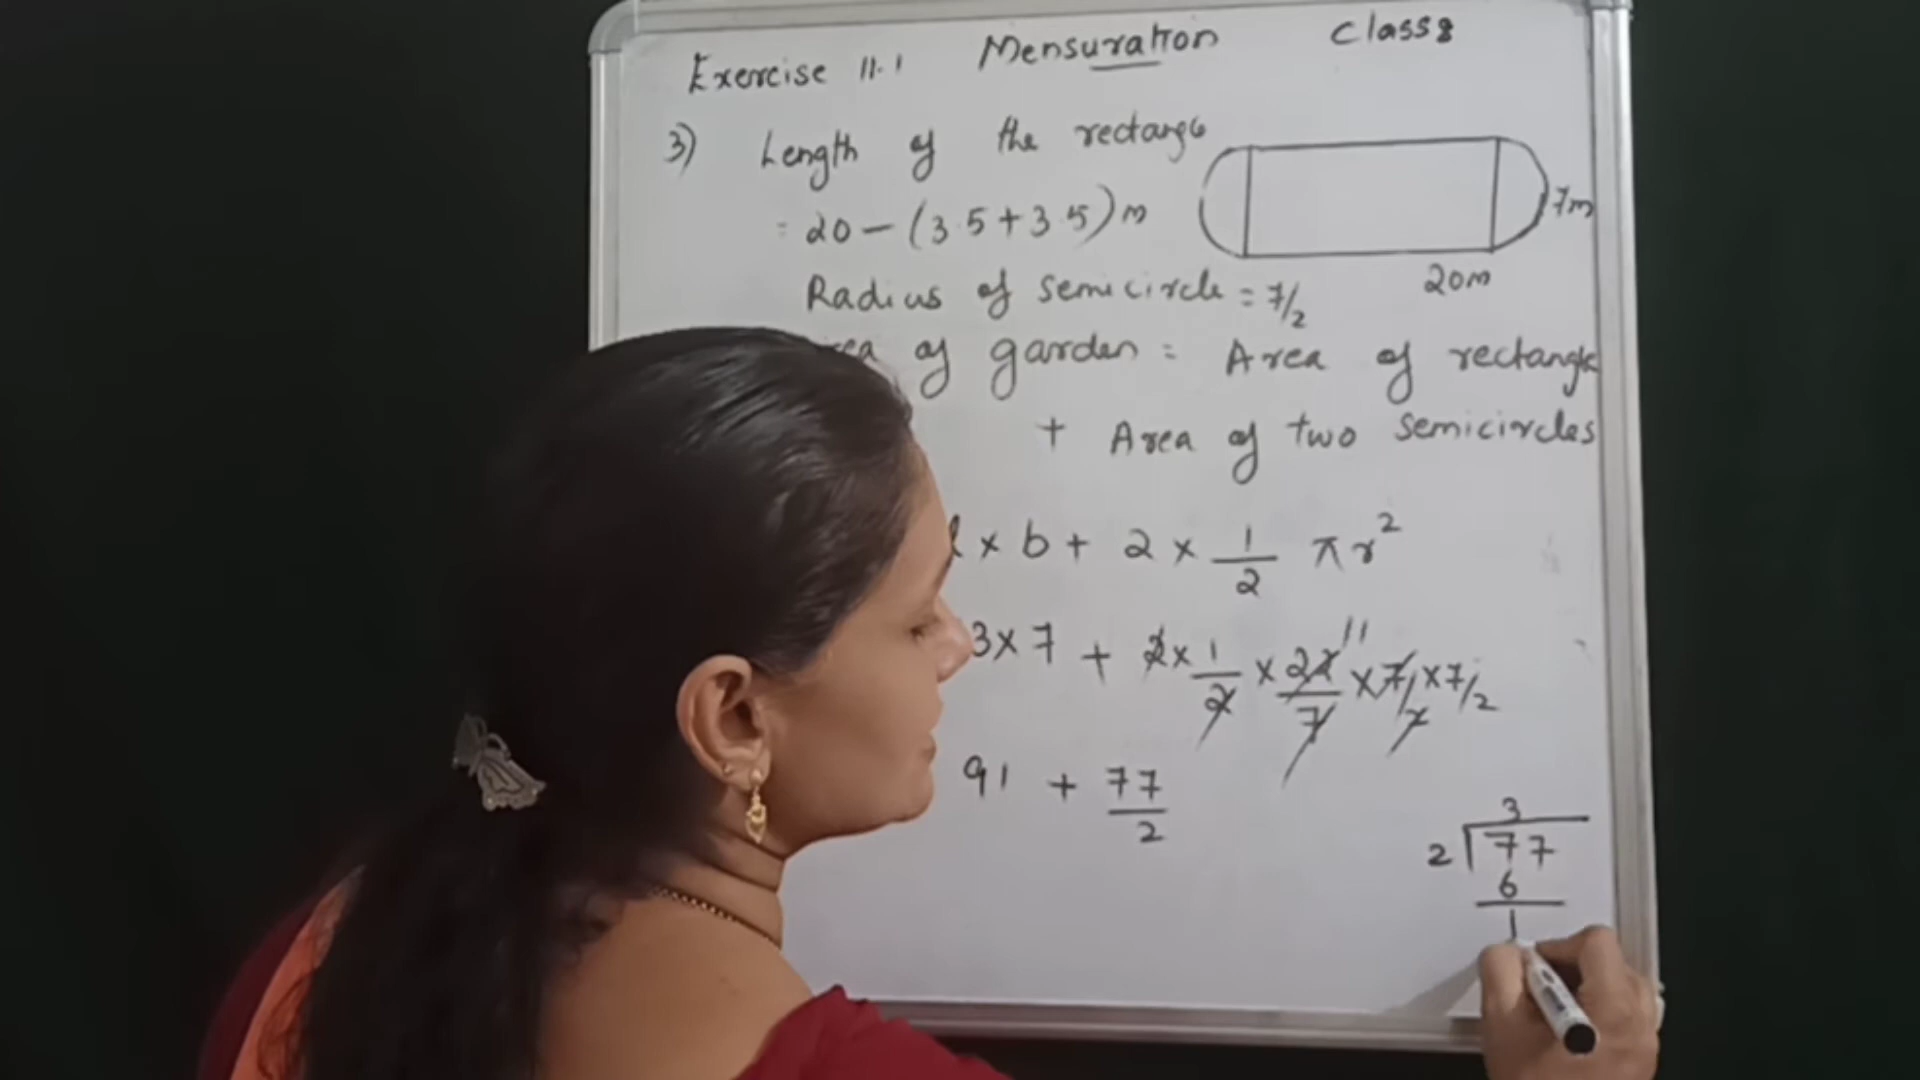 Exercise 11.1 Mensuration Class 8
3) Length of the rectangle
= 20 - (3.5+3.5) m
7m
20m
Radius of semicircle = 7/2
of garden = Area of rectangle
+ Area of two semicircles
l × b + 2 × 1/2 π r²
3 × 7 + 2 × 1/2 × 22/7 11 × 7/2 × 7/2
91 + 77/2
3
2 77
6
1